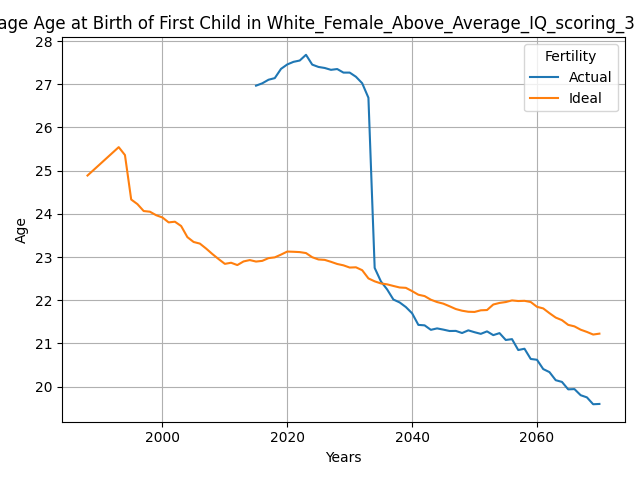 age Age at Birth of First Child in White_Female_Above_Average_IQ_scoring_3
Fertility
Actual
Ideal
28
27
26
25
24
23
22
21
20
Age
2000
2020
2040
2060
Years